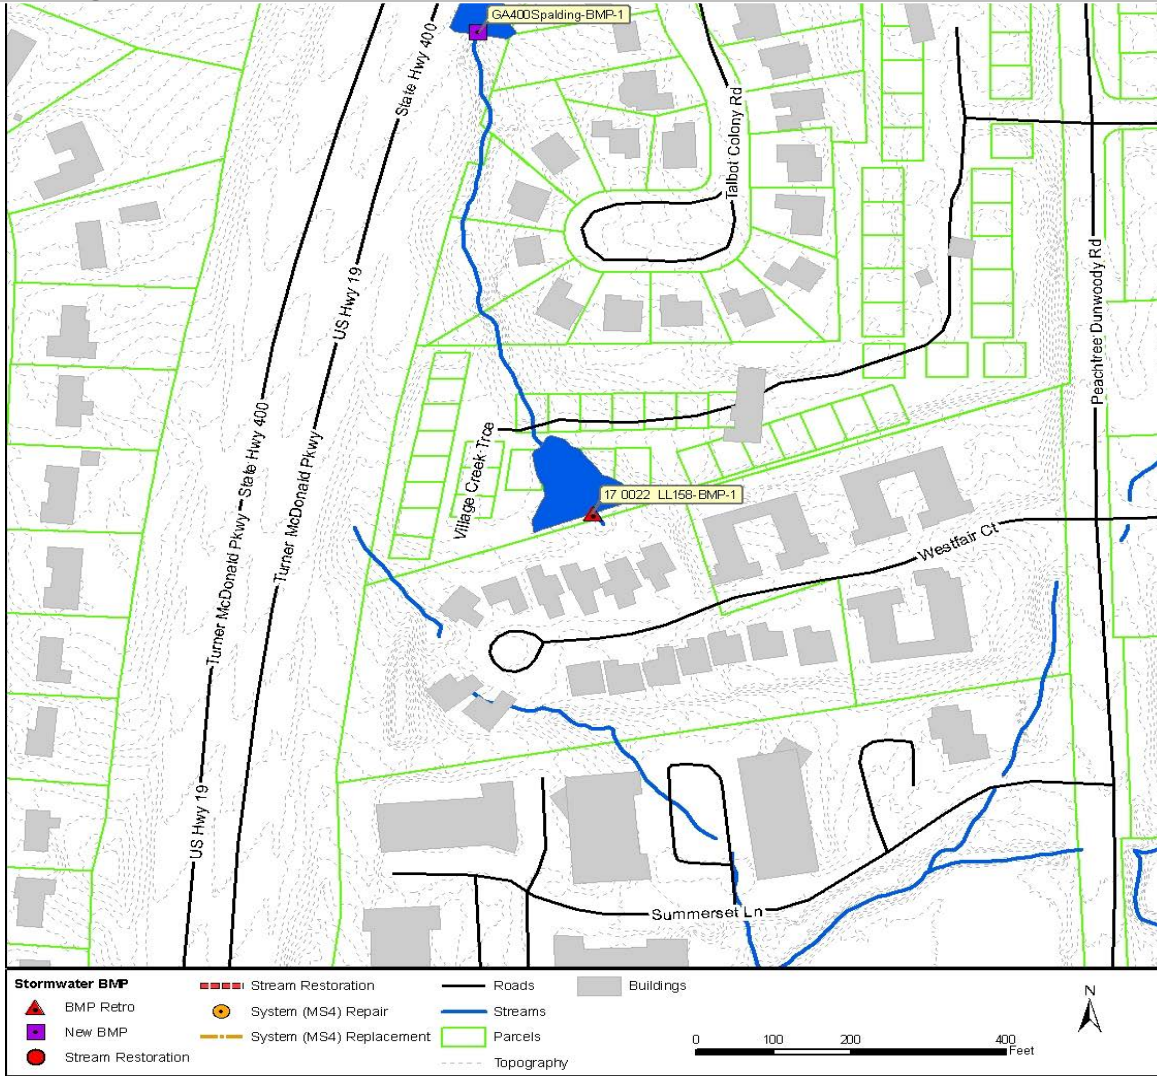 GA400Spalding-BMP-1
State Hwy 400
Talbot Colony Rd
US Hwy 19
Peachtree Dunwoody Rd
State Hwy 400
Turner McDonald Pkwy
Turner McDonald Pkwy
Village Creek Trce
17 0022 LL158-BMP-1
Westfair Ct
US Hwy 19
Summerset Ln
Stormwater BMP
BMP Retro
New BMP
Stream Restoration
Stream Restoration
System (MS4) Repair
System (MS4) Replacement
Roads
Streams
Parcels
Topography
Buildings
N
0 100 200 400
Feet